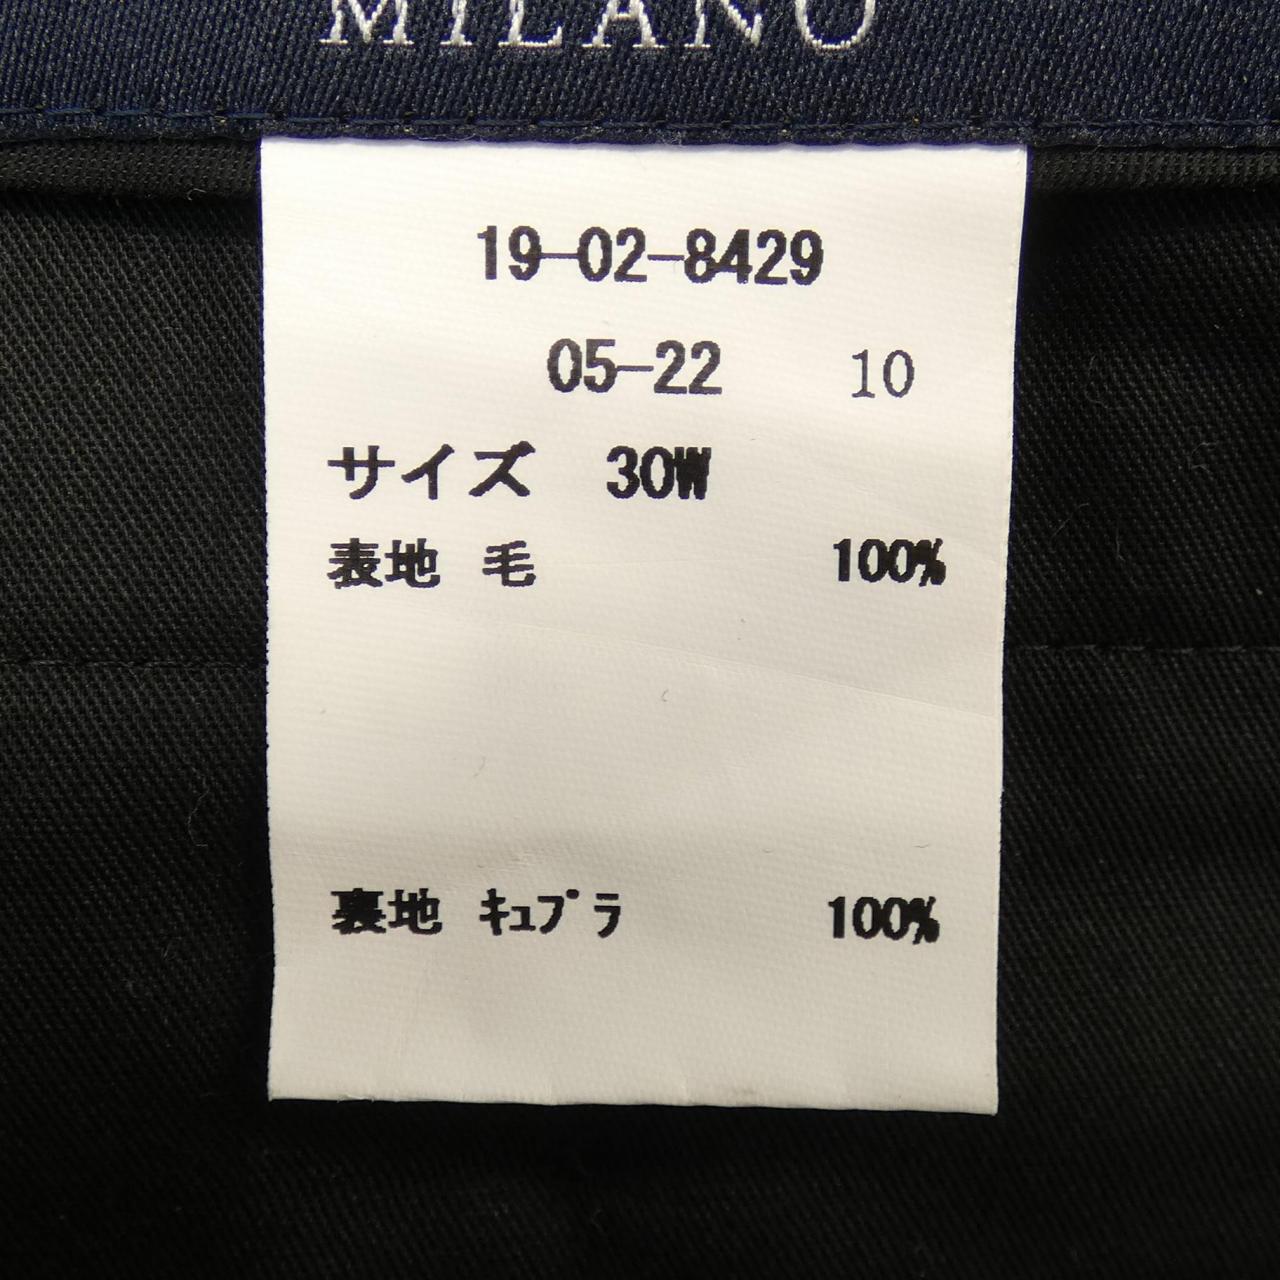 MILANO
19-02-8429
05-22 10
サイズ 30W
表地 毛 100%
裏地 ｷｭﾌﾟﾗ 100%